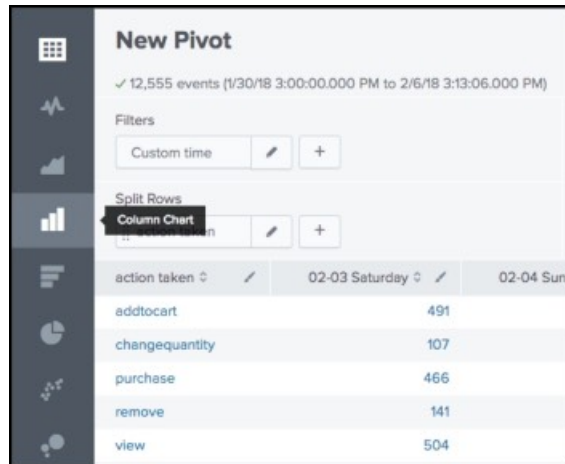 New Pivot
✓ 12,555 events (1/30/18 3:00:00.000 PM to 2/6/18 3:13:06.000 PM)
Filters
Custom time +
Split Rows
Column Chart
action taken +
action taken 02-03 Saturday 02-04 Sun
addtocart 491
changequantity 107
purchase 466
remove 141
view 504